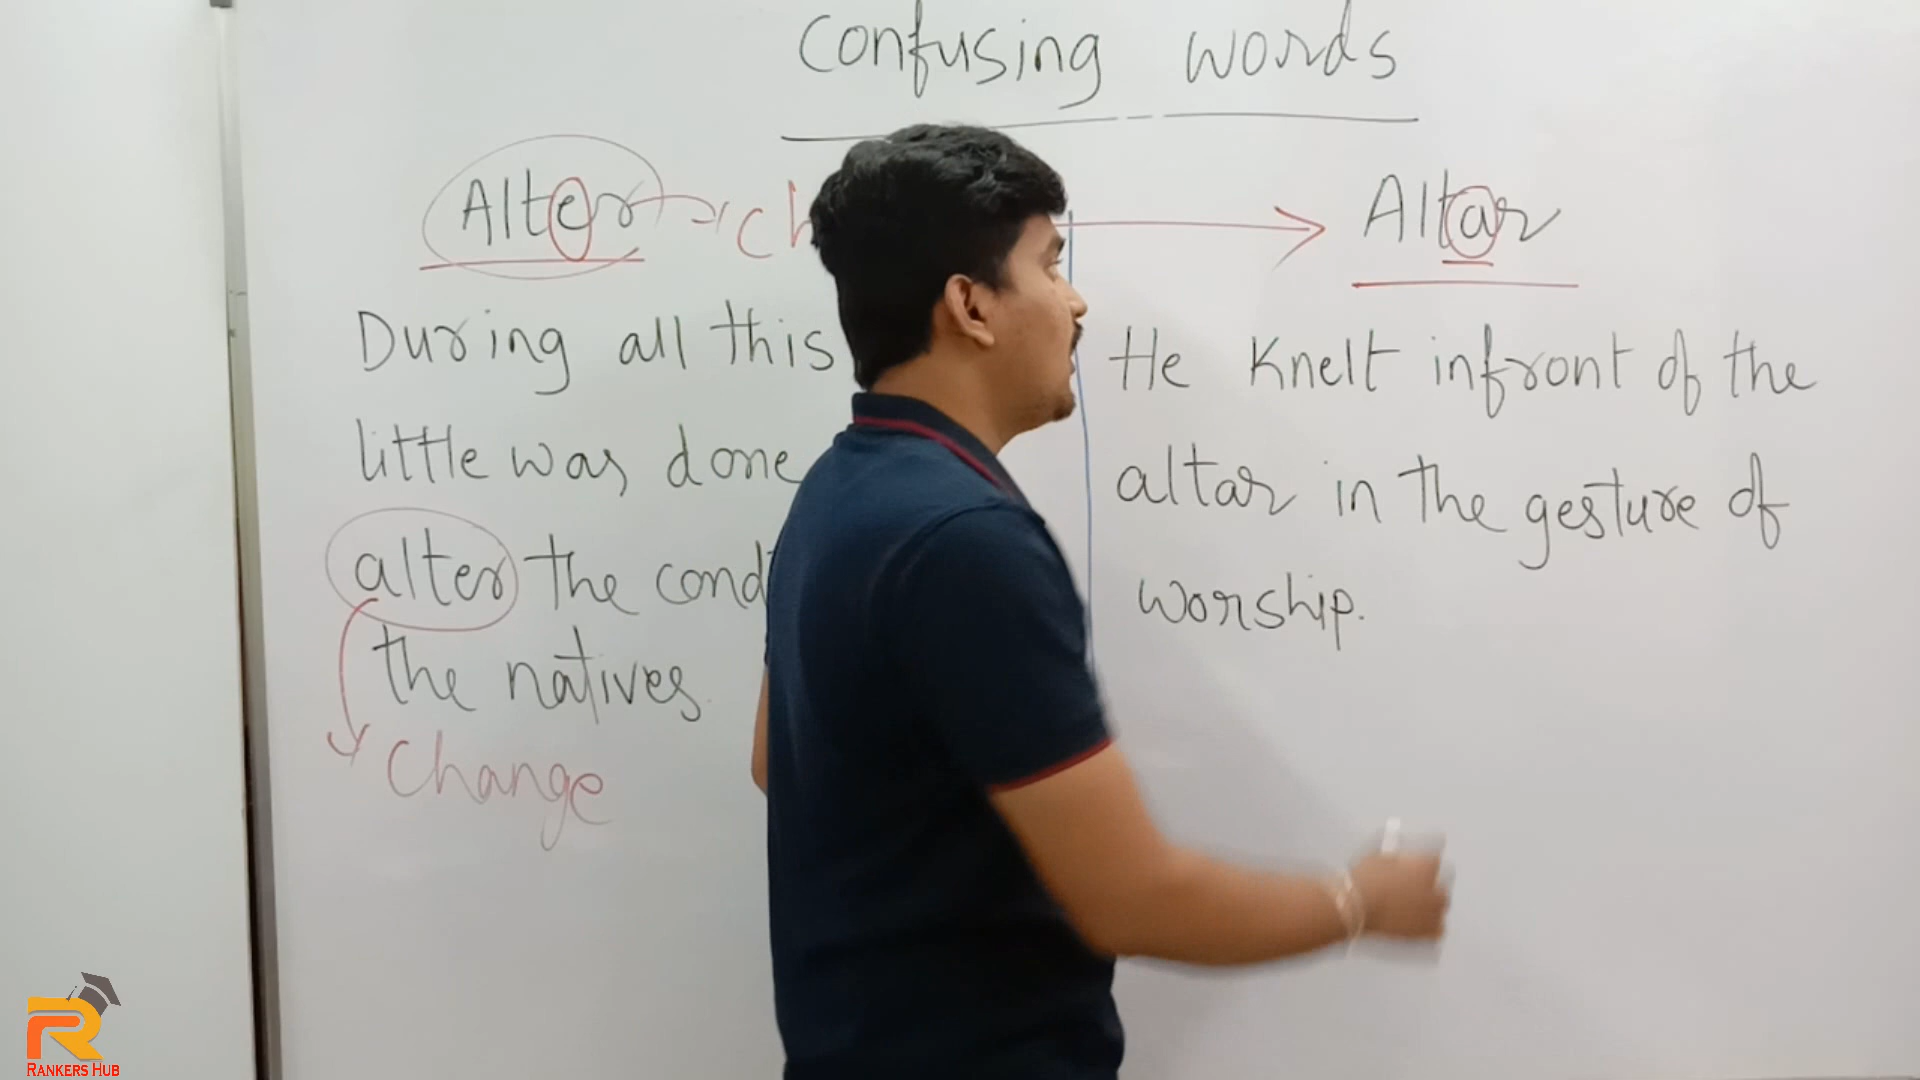 Confusing words
Alter
Altar
During all this
little was done
alter the
the natives.
Change
He Knelt infront of the
altar in the gesture of
worship.
RANKERS HUB